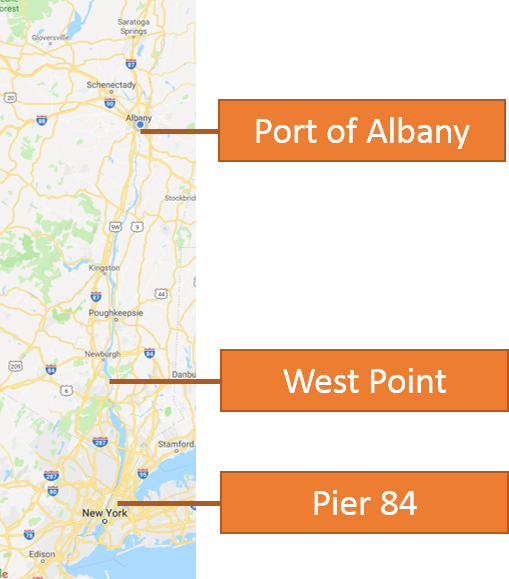 orest
Saratoga
Springs
Gloversville
87
Schenectady
20
90
88
Albany
Port of Albany
Stockbrid
9W
9
Kingston
87
44
Poughkeepsie
Newburgh
84
209
84
Danbu
6
West Point
287
Stamford
287
95
80
Pier 84
New York
78
Edison
le